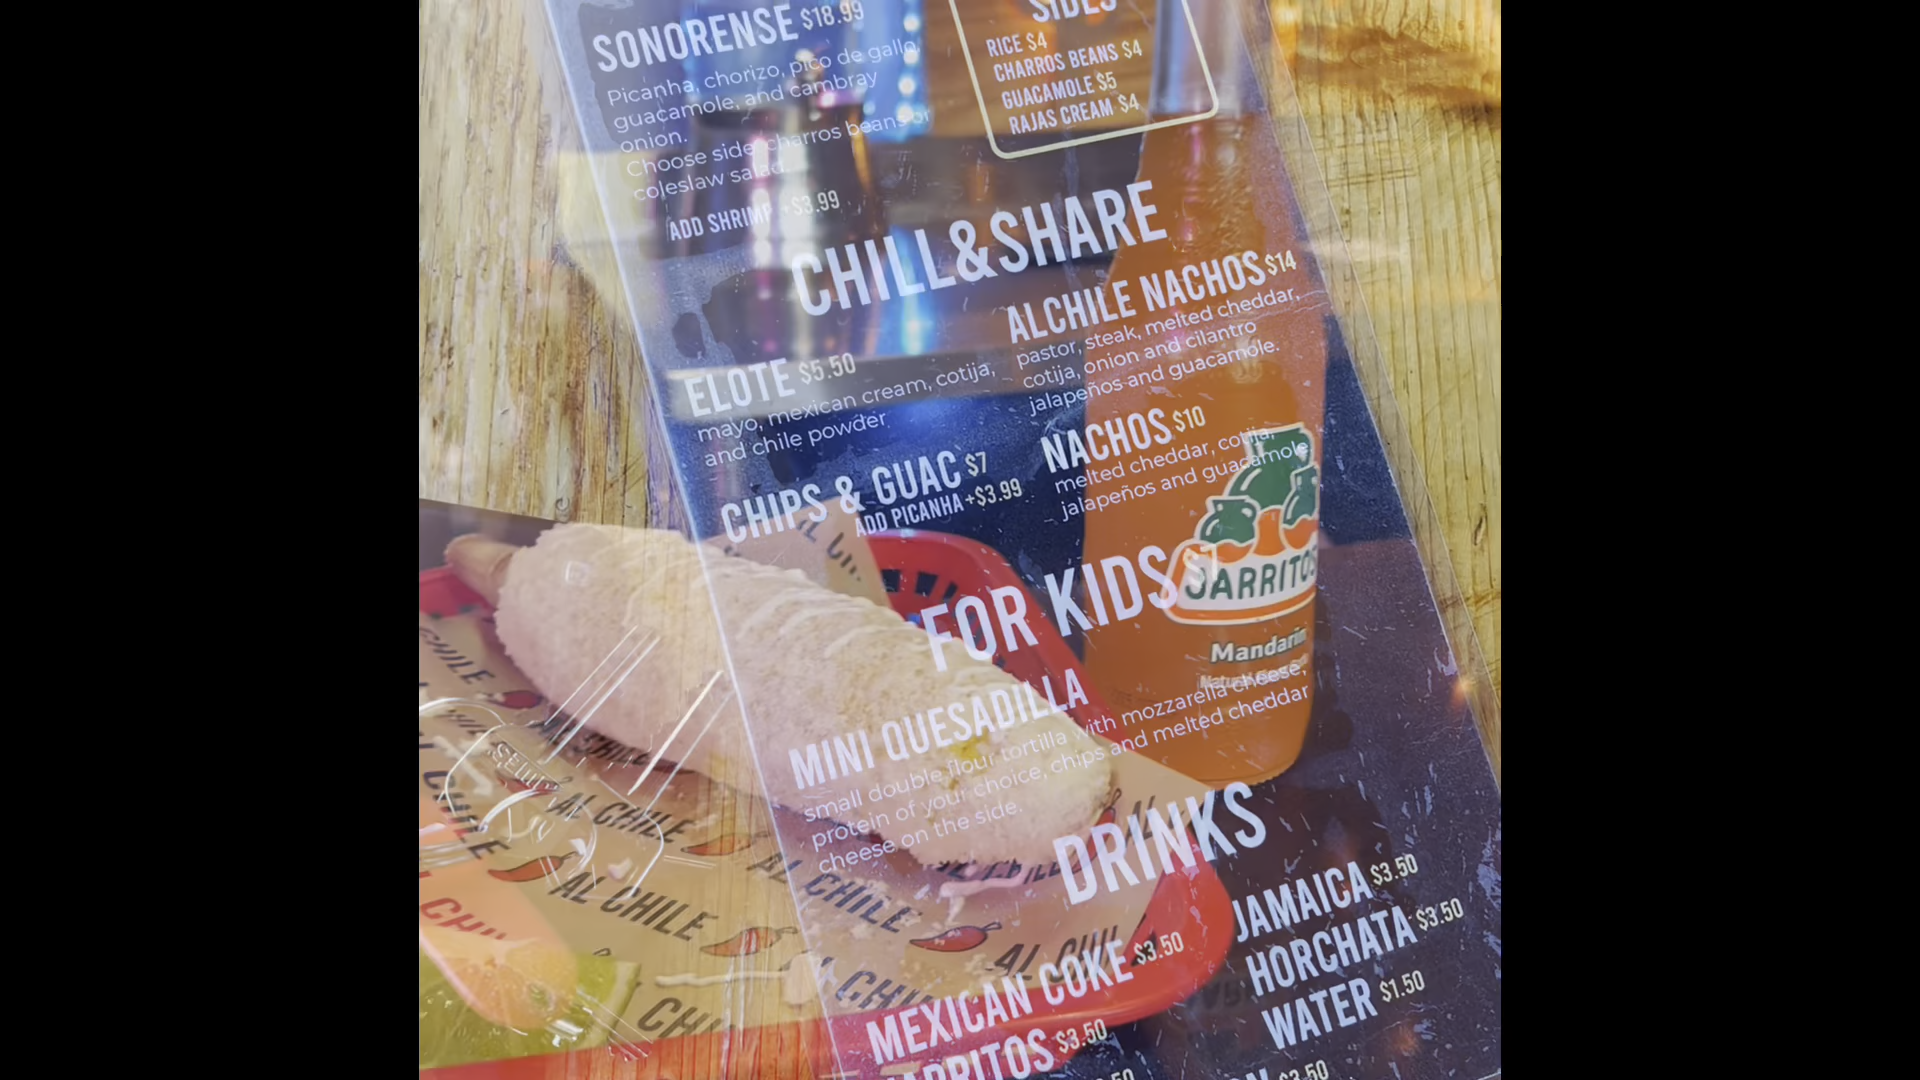 SONORENSE $18.99
Picanha, chorizo, pico de gallo,
guacamole, and cambray
onion.
Choose side: charros beans or
coleslaw salad.
ADD SHRIMP +$3.99
SIDES
RICE $4
CHARROS BEANS $4
GUACAMOLE $5
RAJAS CREAM $4
CHILL&SHARE
ELOTE $5.50
mayo, mexican cream, cotija,
and chile powder
CHIPS & GUAC $7
ADD PICANHA +$3.99
ALCHILE NACHOS $14
pastor, steak, melted cheddar,
cotija, onion and cilantro
jalapeños and guacamole.
NACHOS $10
melted cheddar, cotija,
jalapeños and guacamole
FOR KIDS
MINI QUESADILLA
small double flour tortilla with mozzarella cheese,
protein of your choice, chips and melted cheddar
cheese on the side.
DRINKS
MEXICAN COKE $3.50
JARRITOS $3.50
JAMAICA $3.50
HORCHATA $3.50
WATER $1.50
$3.50
JARRITOS
Mandarin
CHILE
AL CHILE
AL CHILE
AL CHILE